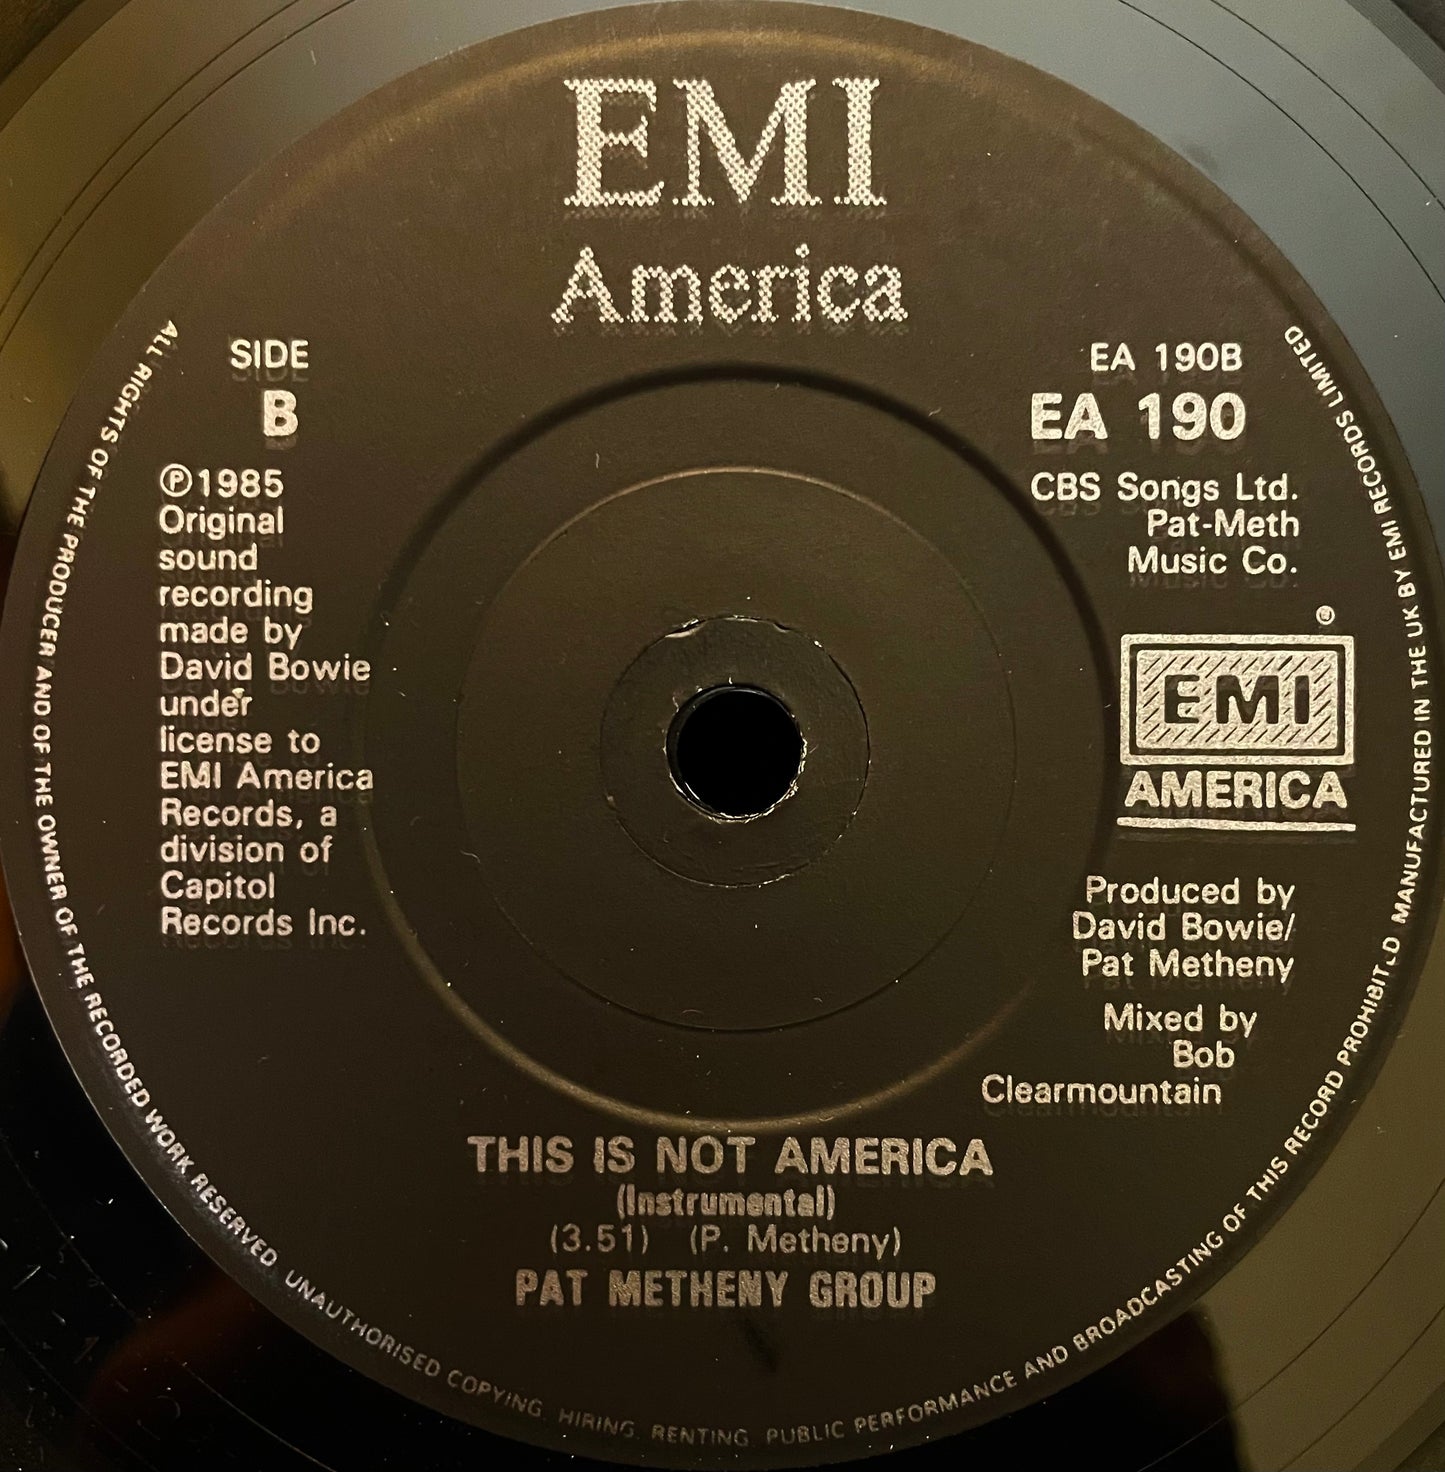 EMI
America
SIDE
B
Ⓟ1985
Original
sound
recording
made by
David Bowie
under
license to
EMI America
Records, a
division of
Capitol
Records Inc.
EA 190B
EA 190
CBS Songs Ltd.
Pat-Meth
Music Co.
®
EMI
AMERICA
Produced by
David Bowie/
Pat Metheny
Mixed by
Bob
Clearmountain
THIS IS NOT AMERICA
(Instrumental)
(3.51) (P. Metheny)
PAT METHENY GROUP
ALL RIGHTS OF THE PRODUCER AND OF THE OWNER OF THE RECORDED WORK RESERVED. UNAUTHORISED COPYING, HIRING, RENTING, PUBLIC PERFORMANCE AND BROADCASTING OF THIS RECORD PROHIBITED MANUFACTURED IN THE UK BY EMI RECORDS LIMITED